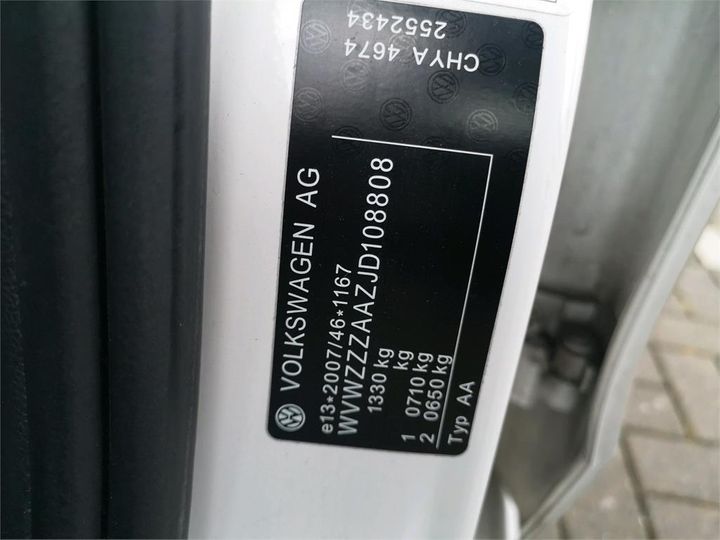 VOLKSWAGEN AG
e13*2007/46*1167
WVWZZZAAZJD108808
1330 kg
kg
1 0710 kg
2 0650 kg
Typ AA
CHYA 4674
2552434